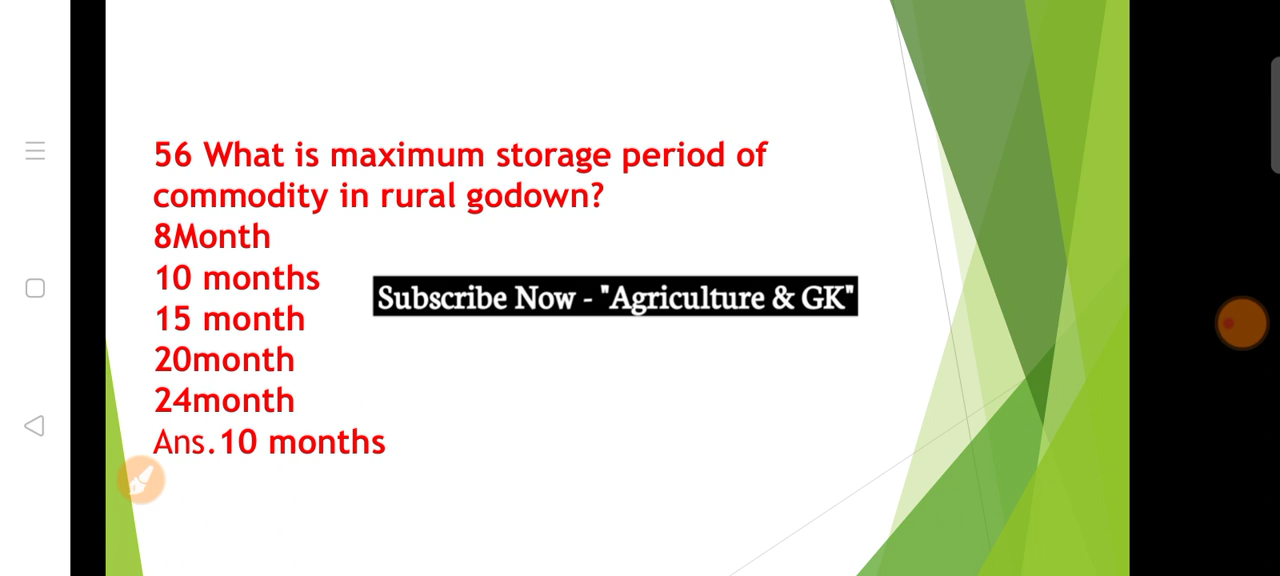 56 What is maximum storage period of
commodity in rural godown?
8Month
10 months
Subscribe Now - "Agriculture & GK"
15 month
20month
24month
Ans.10 months